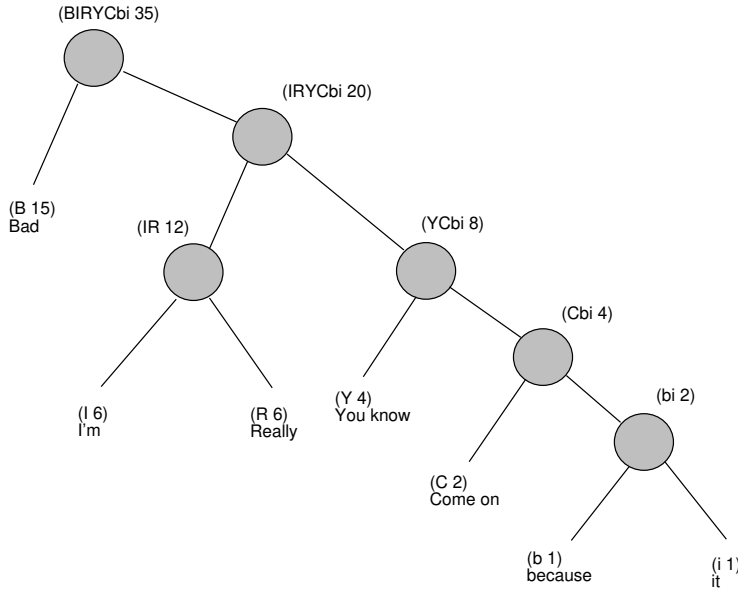 (BIRYCbi 35)
(IRYCbi 20)
(B 15)
Bad
(IR 12)
(YCbi 8)
(Cbi 4)
(I 6)
I'm
(R 6)
Really
(Y 4)
You know
(bi 2)
(C 2)
Come on
(b 1)
because
(i 1)
it